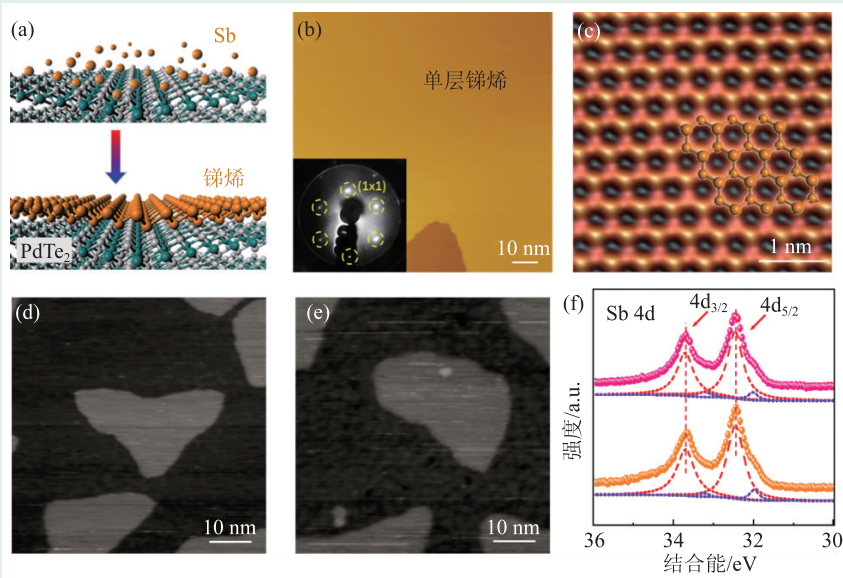 (a)
Sb
锑烯
PdTe₂
(b)
单层锑烯
(1x1)
10 nm
(c)
1 nm
(d)
10 nm
(e)
10 nm
(f)
Sb 4d
4d₃/₂
4d₅/₂
强度/a.u.
36
34
32
30
结合能/eV